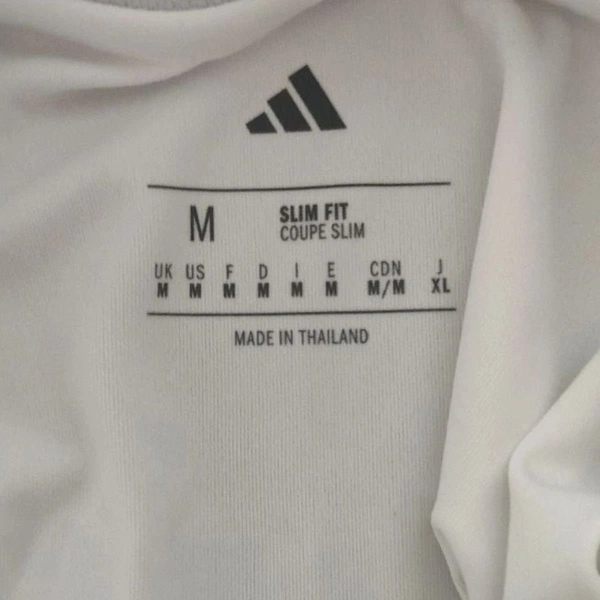 M
SLIM FIT
COUPE SLIM
UK US F D I E CDN J
M M M M M M M/M XL
MADE IN THAILAND